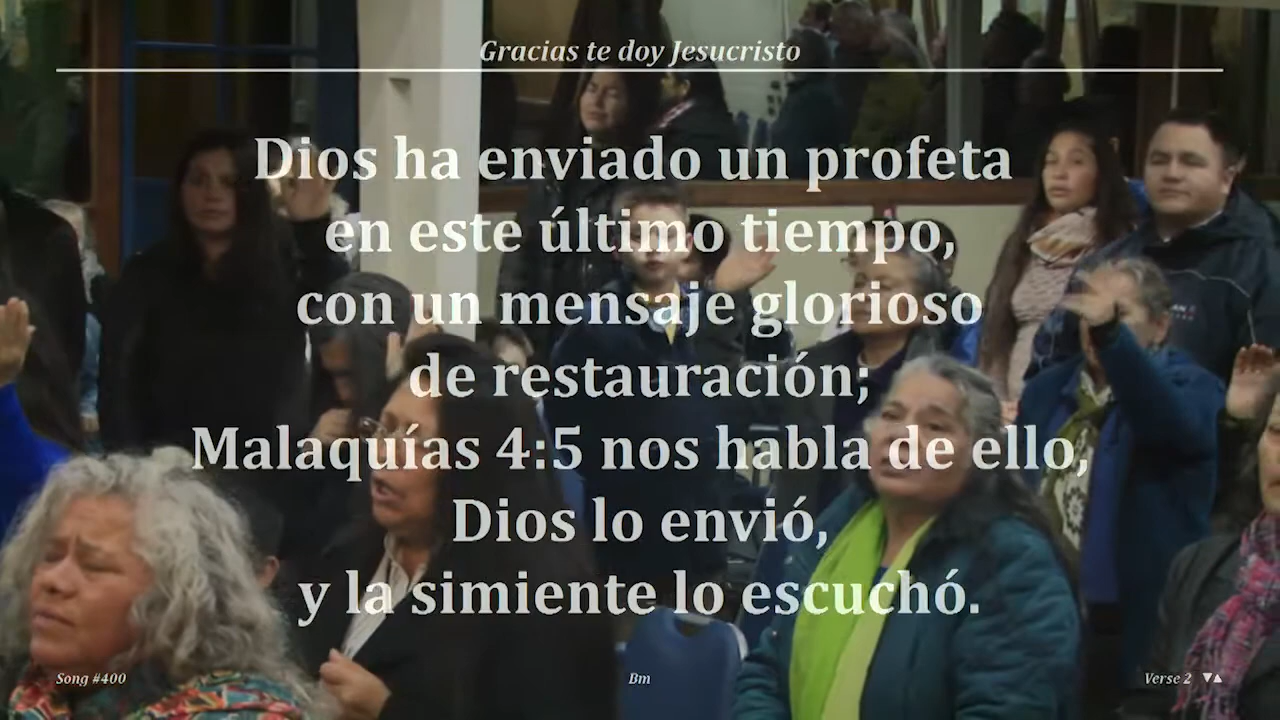 Gracias te doy Jesucristo
Dios ha enviado un profeta
en este último tiempo,
con un mensaje glorioso
de restauración;
Malaquías 4:5 nos habla de ello,
Dios lo envió,
y la simiente lo escuchó.
Song #400
Bm
Verse 2 ▼▲